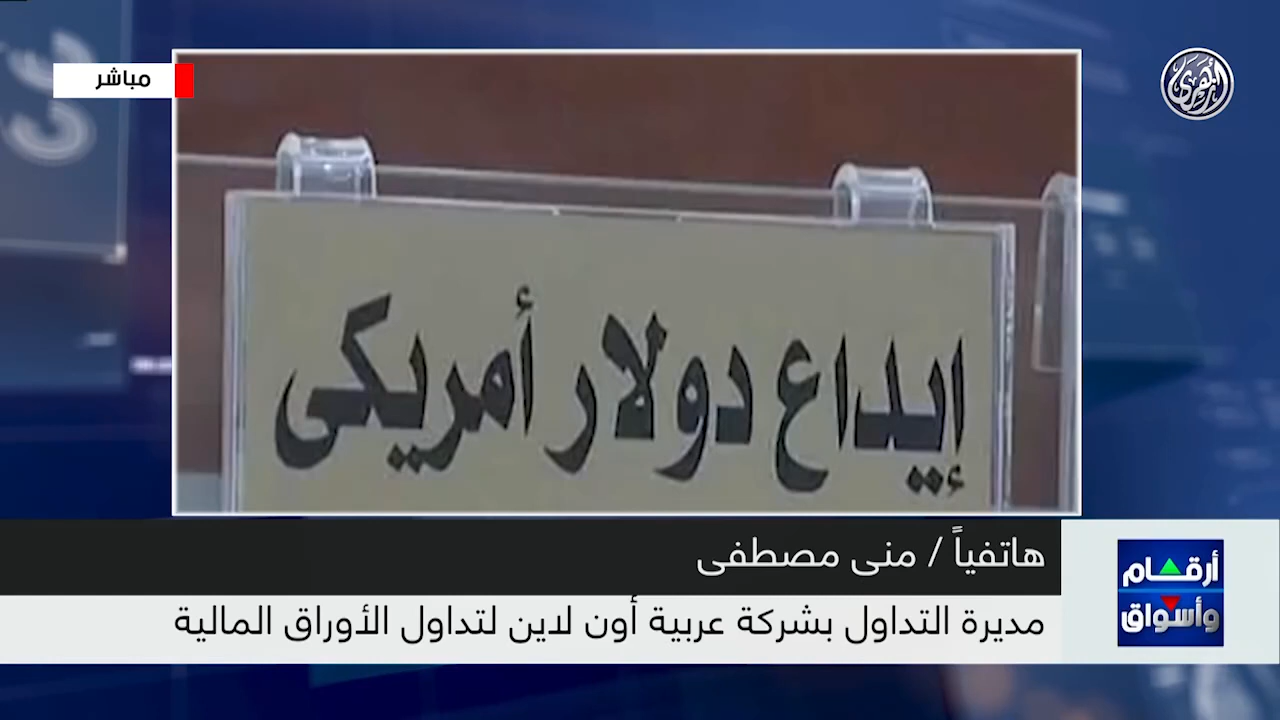 مباشر
إيداع دولار أمريكى
هاتفياً / منى مصطفى
مديرة التداول بشركة عربية أون لاين لتداول الأوراق المالية
أرقام
وأسواق